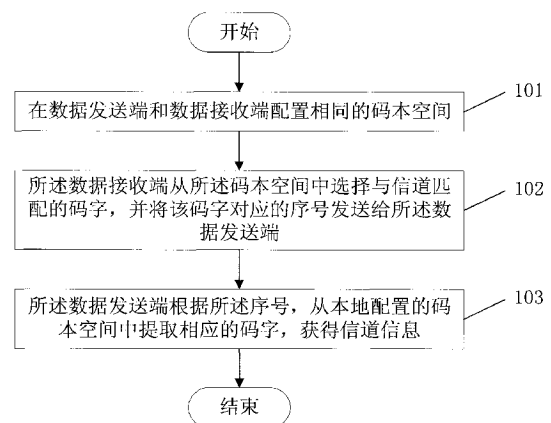 开始
101
在数据发送端和数据接收端配置相同的码本空间
102
所述数据接收端从所述码本空间中选择与信道匹
配的码字，并将该码字对应的序号发送给所述数
据发送端
103
所述数据发送端根据所述序号，从本地配置的码
本空间中提取相应的码字，获得信道信息
结束